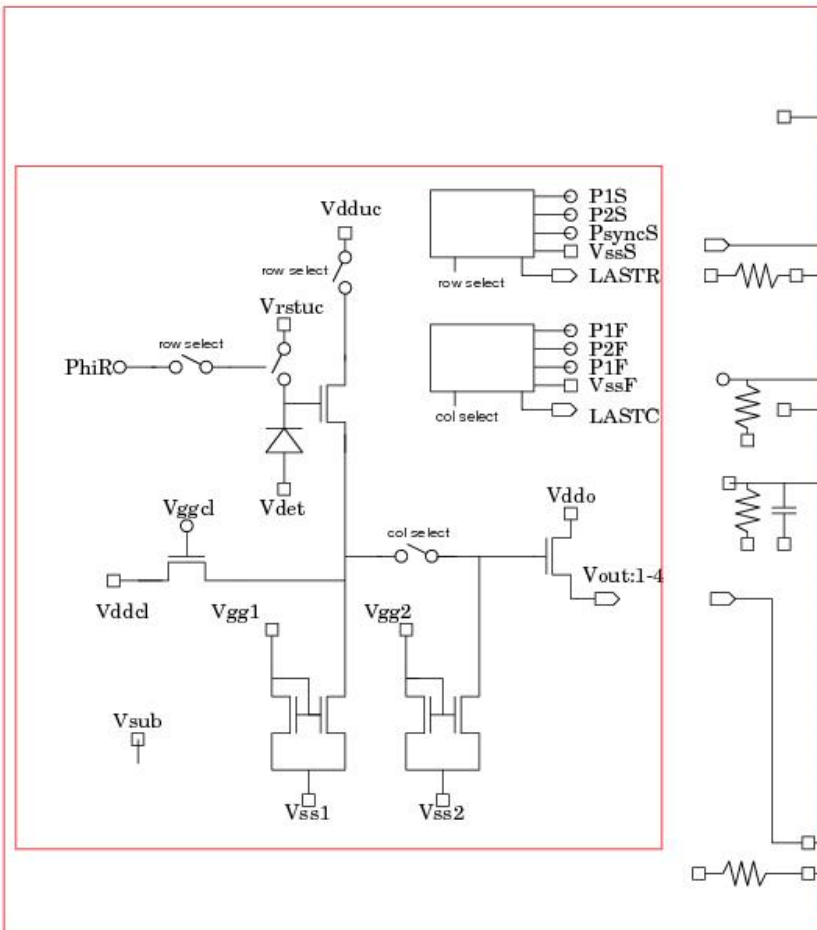 Vdduc
row select
Vrstuc
row select
PhiR
Vdet
P1S
P2S
PsyncS
VssS
LASTR
row select
P1F
P2F
P1F
VssF
LASTC
col select
Vggcl
Vddcl
col select
Vddo
Vout:1-4
Vgg1
Vgg2
Vsub
Vss1
Vss2